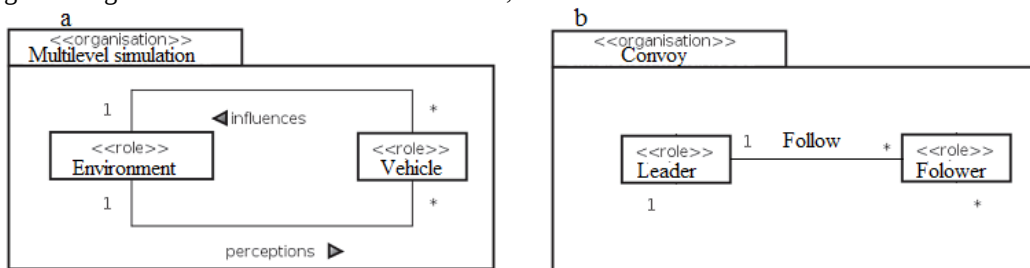 a
<<organisation>>
Multilevel simulation
1
*
influences
<<role>>
Environment
<<role>>
Vehicle
1
*
perceptions
b
<<organisation>>
Convoy
<<role>>
Leader
1
Follow
*
<<role>>
Folower
1
*